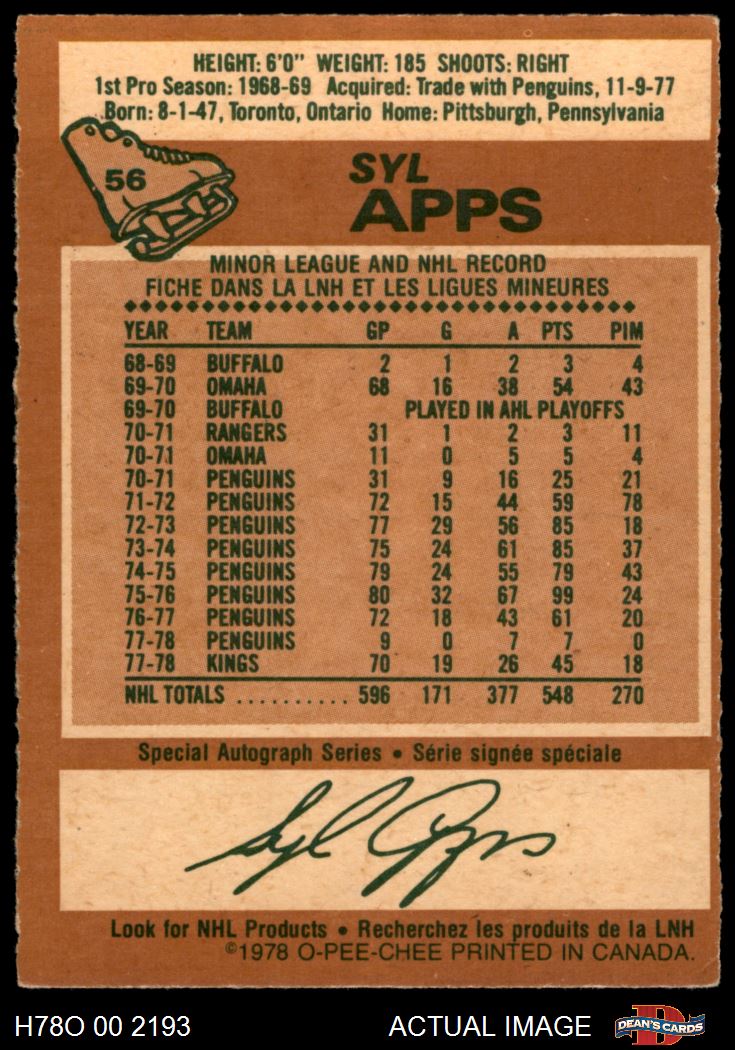 HEIGHT: 6'0" WEIGHT: 185 SHOOTS: RIGHT
1st Pro Season: 1968-69 Acquired: Trade with Penguins, 11-9-77
Born: 8-1-47, Toronto, Ontario Home: Pittsburgh, Pennsylvania
56
SYL
APPS
MINOR LEAGUE AND NHL RECORD
FICHE DANS LA LNH ET LES LIGUES MINEURES
YEAR TEAM GP G A PTS PIM
68-69 BUFFALO 2 1 2 3 4
69-70 OMAHA 68 16 38 54 43
69-70 BUFFALO PLAYED IN AHL PLAYOFFS
70-71 RANGERS 31 1 2 3 11
70-71 OMAHA 11 0 5 5 4
70-71 PENGUINS 31 9 16 25 21
71-72 PENGUINS 72 15 44 59 78
72-73 PENGUINS 77 29 56 85 18
73-74 PENGUINS 75 24 61 85 37
74-75 PENGUINS 79 24 55 79 43
75-76 PENGUINS 80 32 67 99 24
76-77 PENGUINS 72 18 43 61 20
77-78 PENGUINS 9 0 7 7 0
77-78 KINGS 70 19 26 45 18
NHL TOTALS .......... 596 171 377 548 270
Special Autograph Series • Série signée spéciale
Syl Apps
Look for NHL Products • Recherchez les produits de la LNH
©1978 O-PEE-CHEE PRINTED IN CANADA.
H78O 00 2193 ACTUAL IMAGE D DEAN'S CARDS